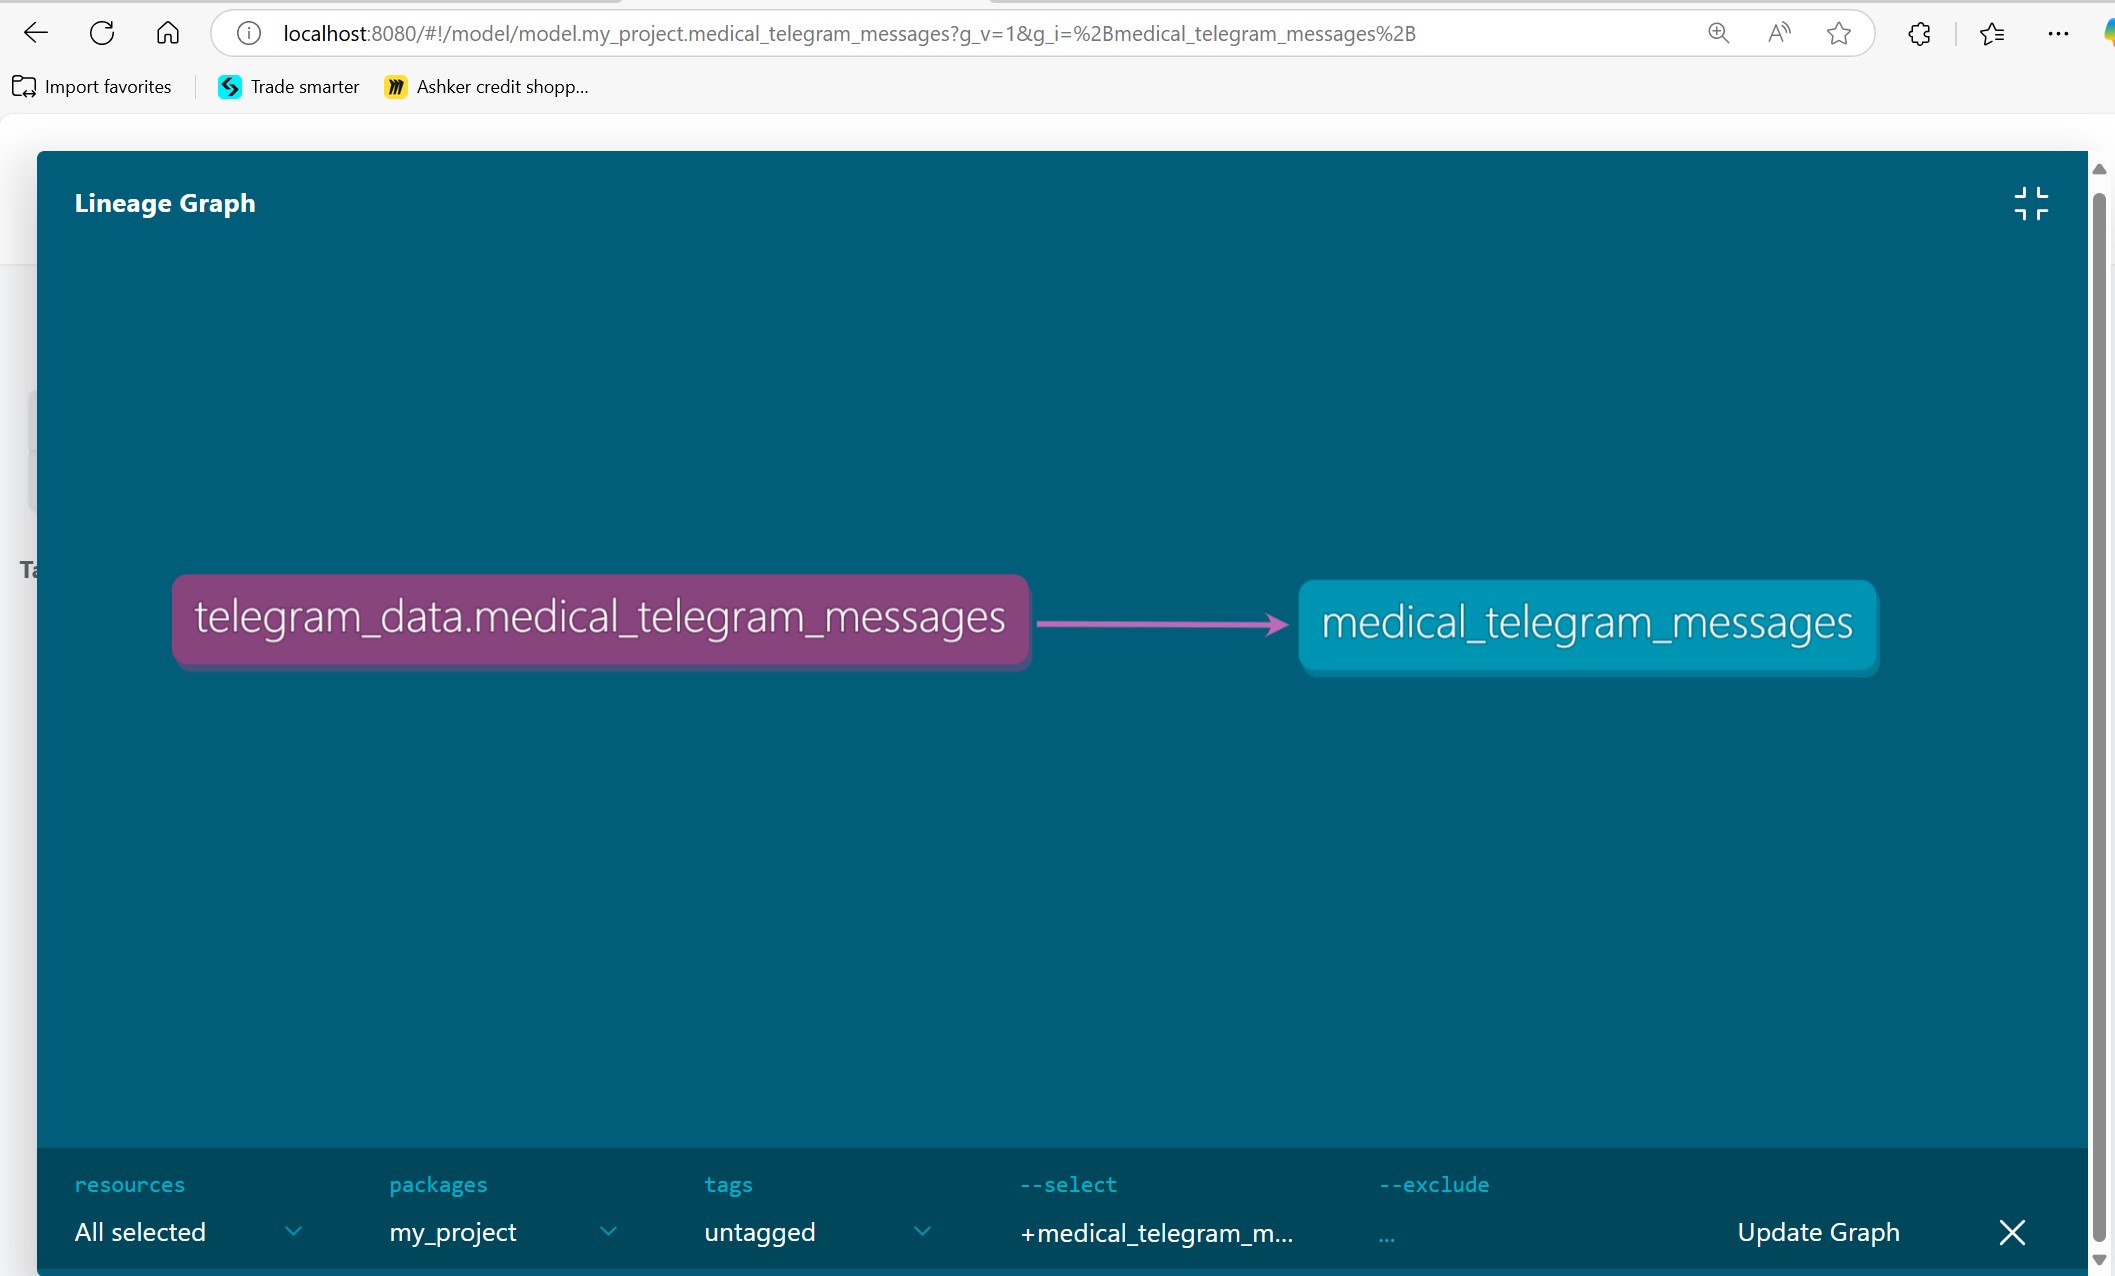 localhost:8080/#!/model/model.my_project.medical_telegram_messages?g_v=1&g_i=%2Bmedical_telegram_messages%2B
Import favorites
Trade smarter
Ashker credit shopp...
Lineage Graph
telegram_data.medical_telegram_messages
medical_telegram_messages
resources
packages
tags
--select
--exclude
All selected
my_project
untagged
+medical_telegram_m...
...
Update Graph